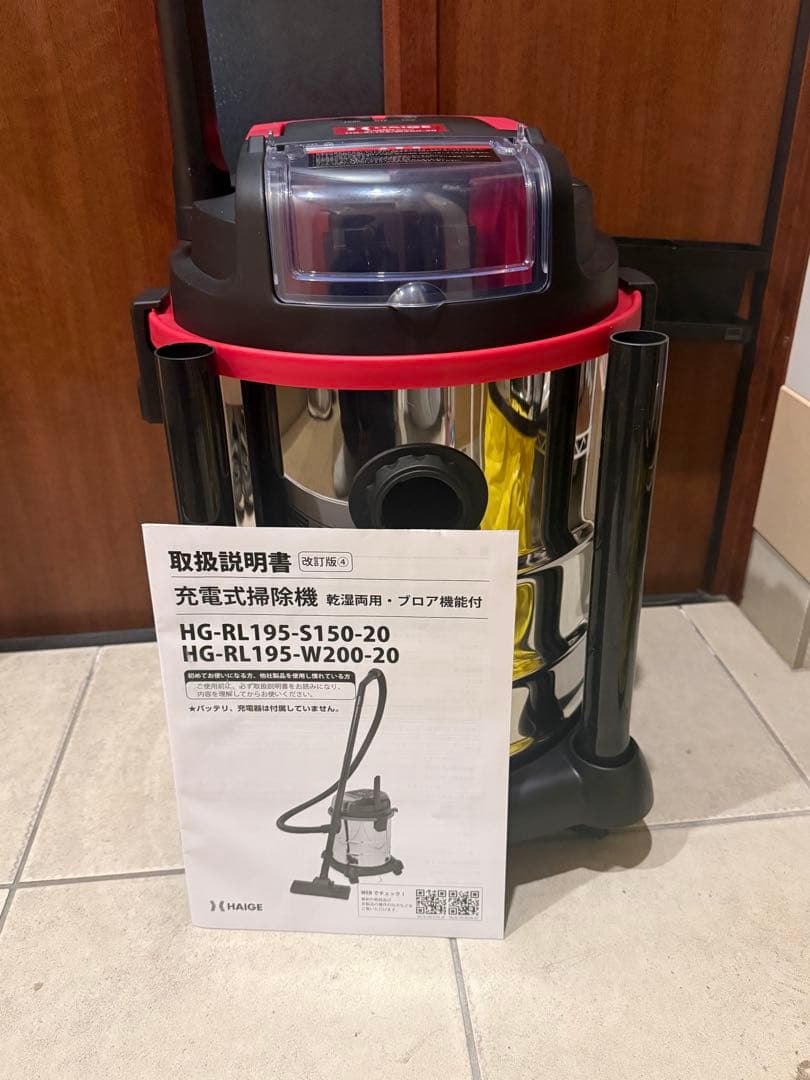 HAIGE
取扱説明書 改訂版④
充電式掃除機 乾湿両用・ブロア機能付
HG-RL195-S150-20
HG-RL195-W200-20
初めてお使いになる方、他社製品を使用し慣れている方
ご使用前に、必ず取扱説明書をお読みになり、
内容を理解してからお使いください。
★バッテリ、充電器は付属していません。
WEBでチェック！
HAIGE